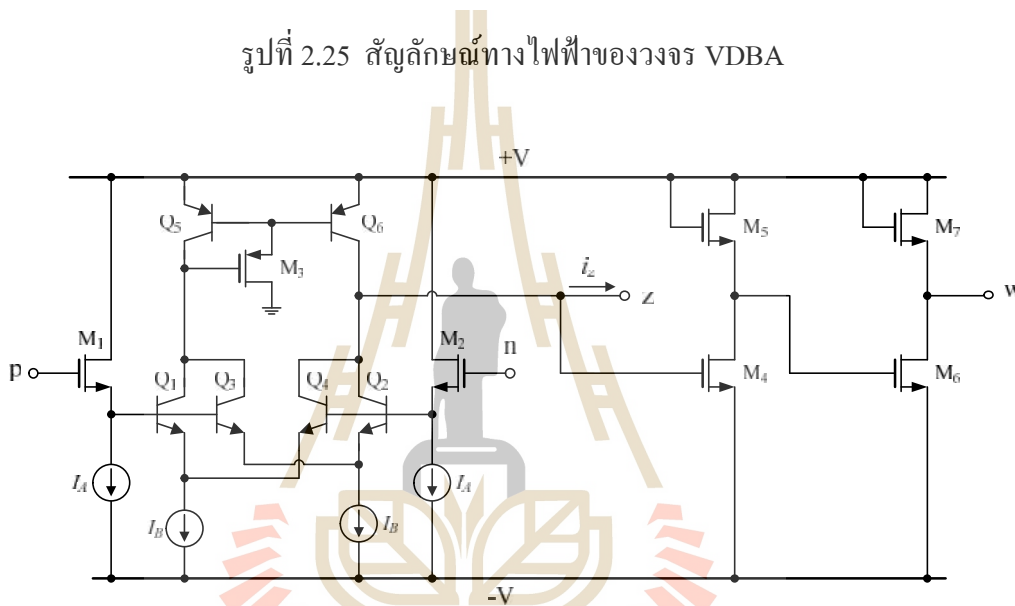 รูปที่ 2.25 สัญลักษณ์ทางไฟฟ้าของวงจร VDBA
+V
Q5 Q6 M5 M7
M3
iz
z w
M1 M2 n
p Q1 Q3 Q4 Q2 M4 M6
IA IA
IB IB
-V